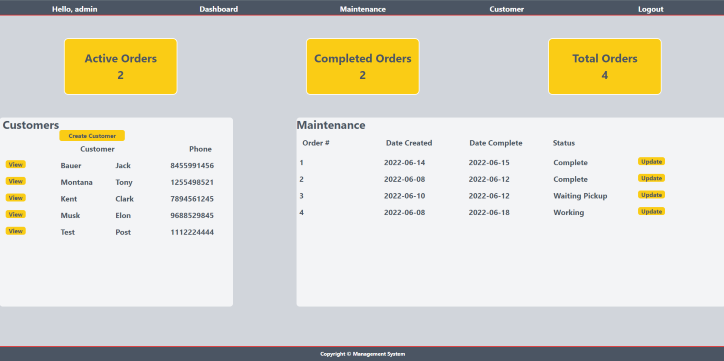 Hello, admin Dashboard Maintenance Customer Logout
Active Orders
2
Completed Orders
2
Total Orders
4
Customers
Create Customer
Customer Phone
View Bauer Jack 8455991456
View Montana Tony 1255498521
View Kent Clark 7894561245
View Musk Elon 9688529845
View Test Post 1112224444
Maintenance
Order # Date Created Date Complete Status
1 2022-06-14 2022-06-15 Complete Update
2 2022-06-08 2022-06-12 Complete Update
3 2022-06-10 2022-06-12 Waiting Pickup Update
4 2022-06-08 2022-06-18 Working Update
Copyright © Management System